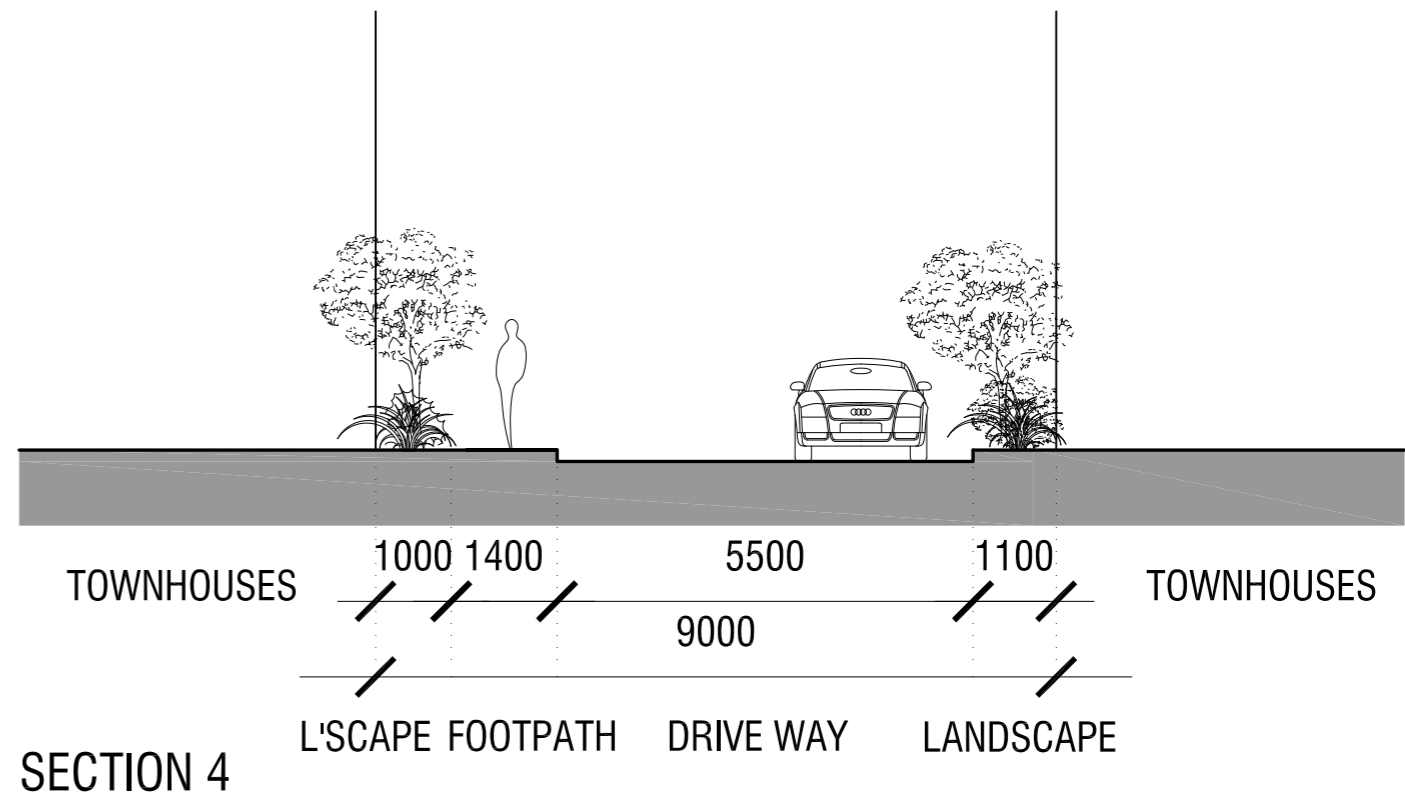 1000 1400 5500 1100
TOWNHOUSES TOWNHOUSES
9000
L'SCAPE FOOTPATH DRIVE WAY LANDSCAPE
SECTION 4